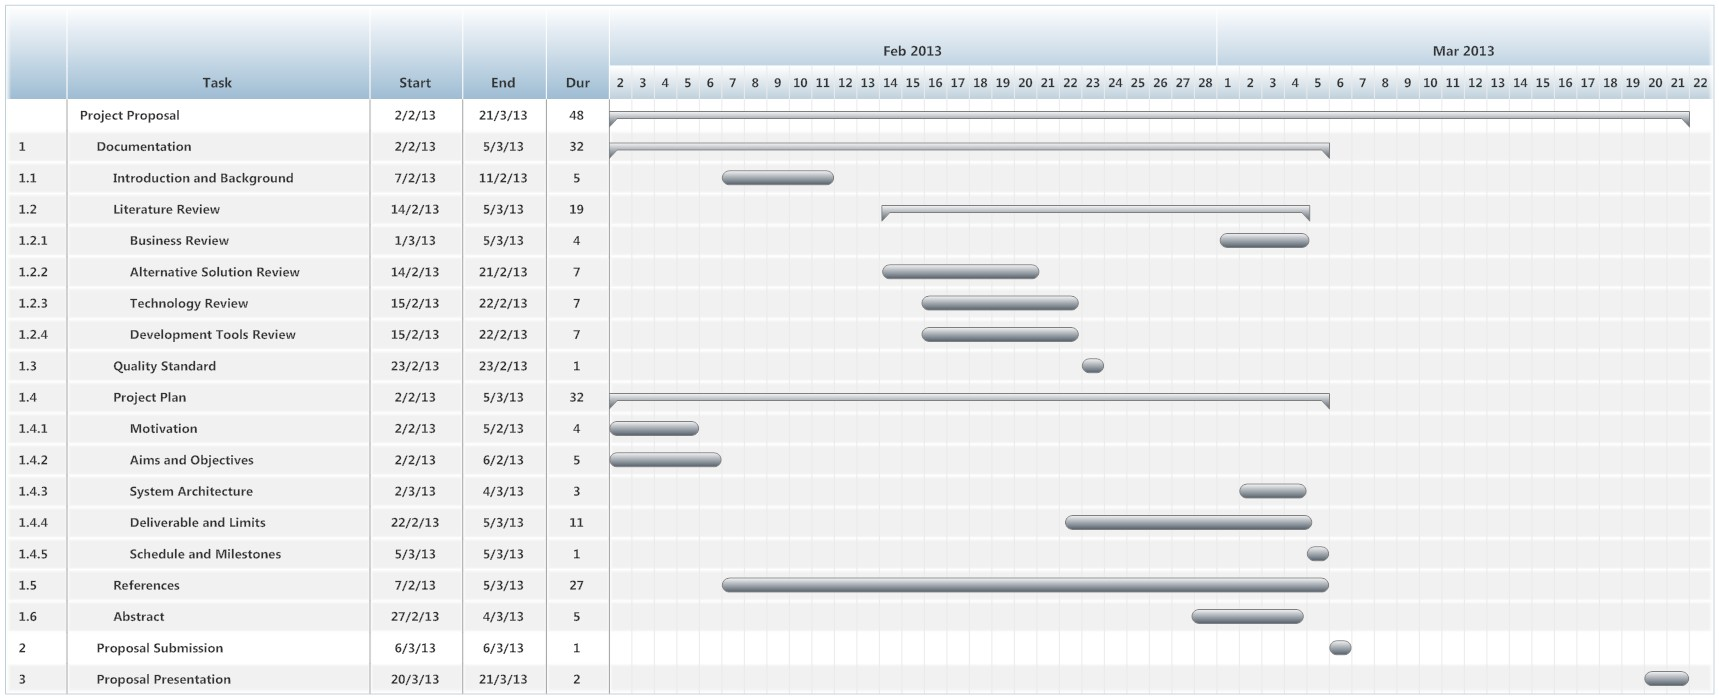 Feb 2013 Mar 2013
Task Start End Dur 2 3 4 5 6 7 8 9 10 11 12 13 14 15 16 17 18 19 20 21 22 23 24 25 26 27 28 1 2 3 4 5 6 7 8 9 10 11 12 13 14 15 16 17 18 19 20 21 22
Project Proposal 2/2/13 21/3/13 48
1 Documentation 2/2/13 5/3/13 32
1.1 Introduction and Background 7/2/13 11/2/13 5
1.2 Literature Review 14/2/13 5/3/13 19
1.2.1 Business Review 1/3/13 5/3/13 4
1.2.2 Alternative Solution Review 14/2/13 21/2/13 7
1.2.3 Technology Review 15/2/13 22/2/13 7
1.2.4 Development Tools Review 15/2/13 22/2/13 7
1.3 Quality Standard 23/2/13 23/2/13 1
1.4 Project Plan 2/2/13 5/3/13 32
1.4.1 Motivation 2/2/13 5/2/13 4
1.4.2 Aims and Objectives 2/2/13 6/2/13 5
1.4.3 System Architecture 2/3/13 4/3/13 3
1.4.4 Deliverable and Limits 22/2/13 5/3/13 11
1.4.5 Schedule and Milestones 5/3/13 5/3/13 1
1.5 References 7/2/13 5/3/13 27
1.6 Abstract 27/2/13 4/3/13 5
2 Proposal Submission 6/3/13 6/3/13 1
3 Proposal Presentation 20/3/13 21/3/13 2